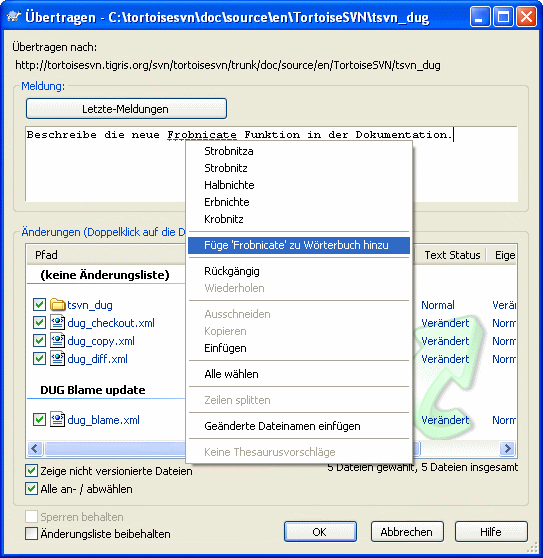 Übertragen - C:\tortoisesvn\doc\source\en\TortoiseSVN\tsvn_dug
Übertragen nach:
http://tortoisesvn.tigris.org/svn/tortoisesvn/trunk/doc/source/en/TortoiseSVN/tsvn_dug
Meldung:
Letzte-Meldungen
Beschreibe die neue Frobnicate Funktion in der Dokumentation.
Strobnitza
Strobnitz
Halbnichte
Erbnichte
Krobnitz
Füge 'Frobnicate' zu Wörterbuch hinzu
Rückgängig
Wiederholen
Ausschneiden
Kopieren
Einfügen
Alle wählen
Zeilen splitten
Geänderte Dateinamen einfügen
Keine Thesaurusvorschläge
Änderungen (Doppelklick auf die D
Pfad Text Status Eige
(keine Änderungsliste)
tsvn_dug Normal Verän
dug_checkout.xml Verändert Norm
dug_copy.xml Verändert Norm
dug_diff.xml Verändert Norm
DUG Blame update
dug_blame.xml Verändert Norm
Zeige nicht versionierte Dateien 5 Dateien gewählt, 5 Dateien insgesamt
Alle an- / abwählen
Sperren behalten
Änderungsliste beibehalten
OK Abbrechen Hilfe